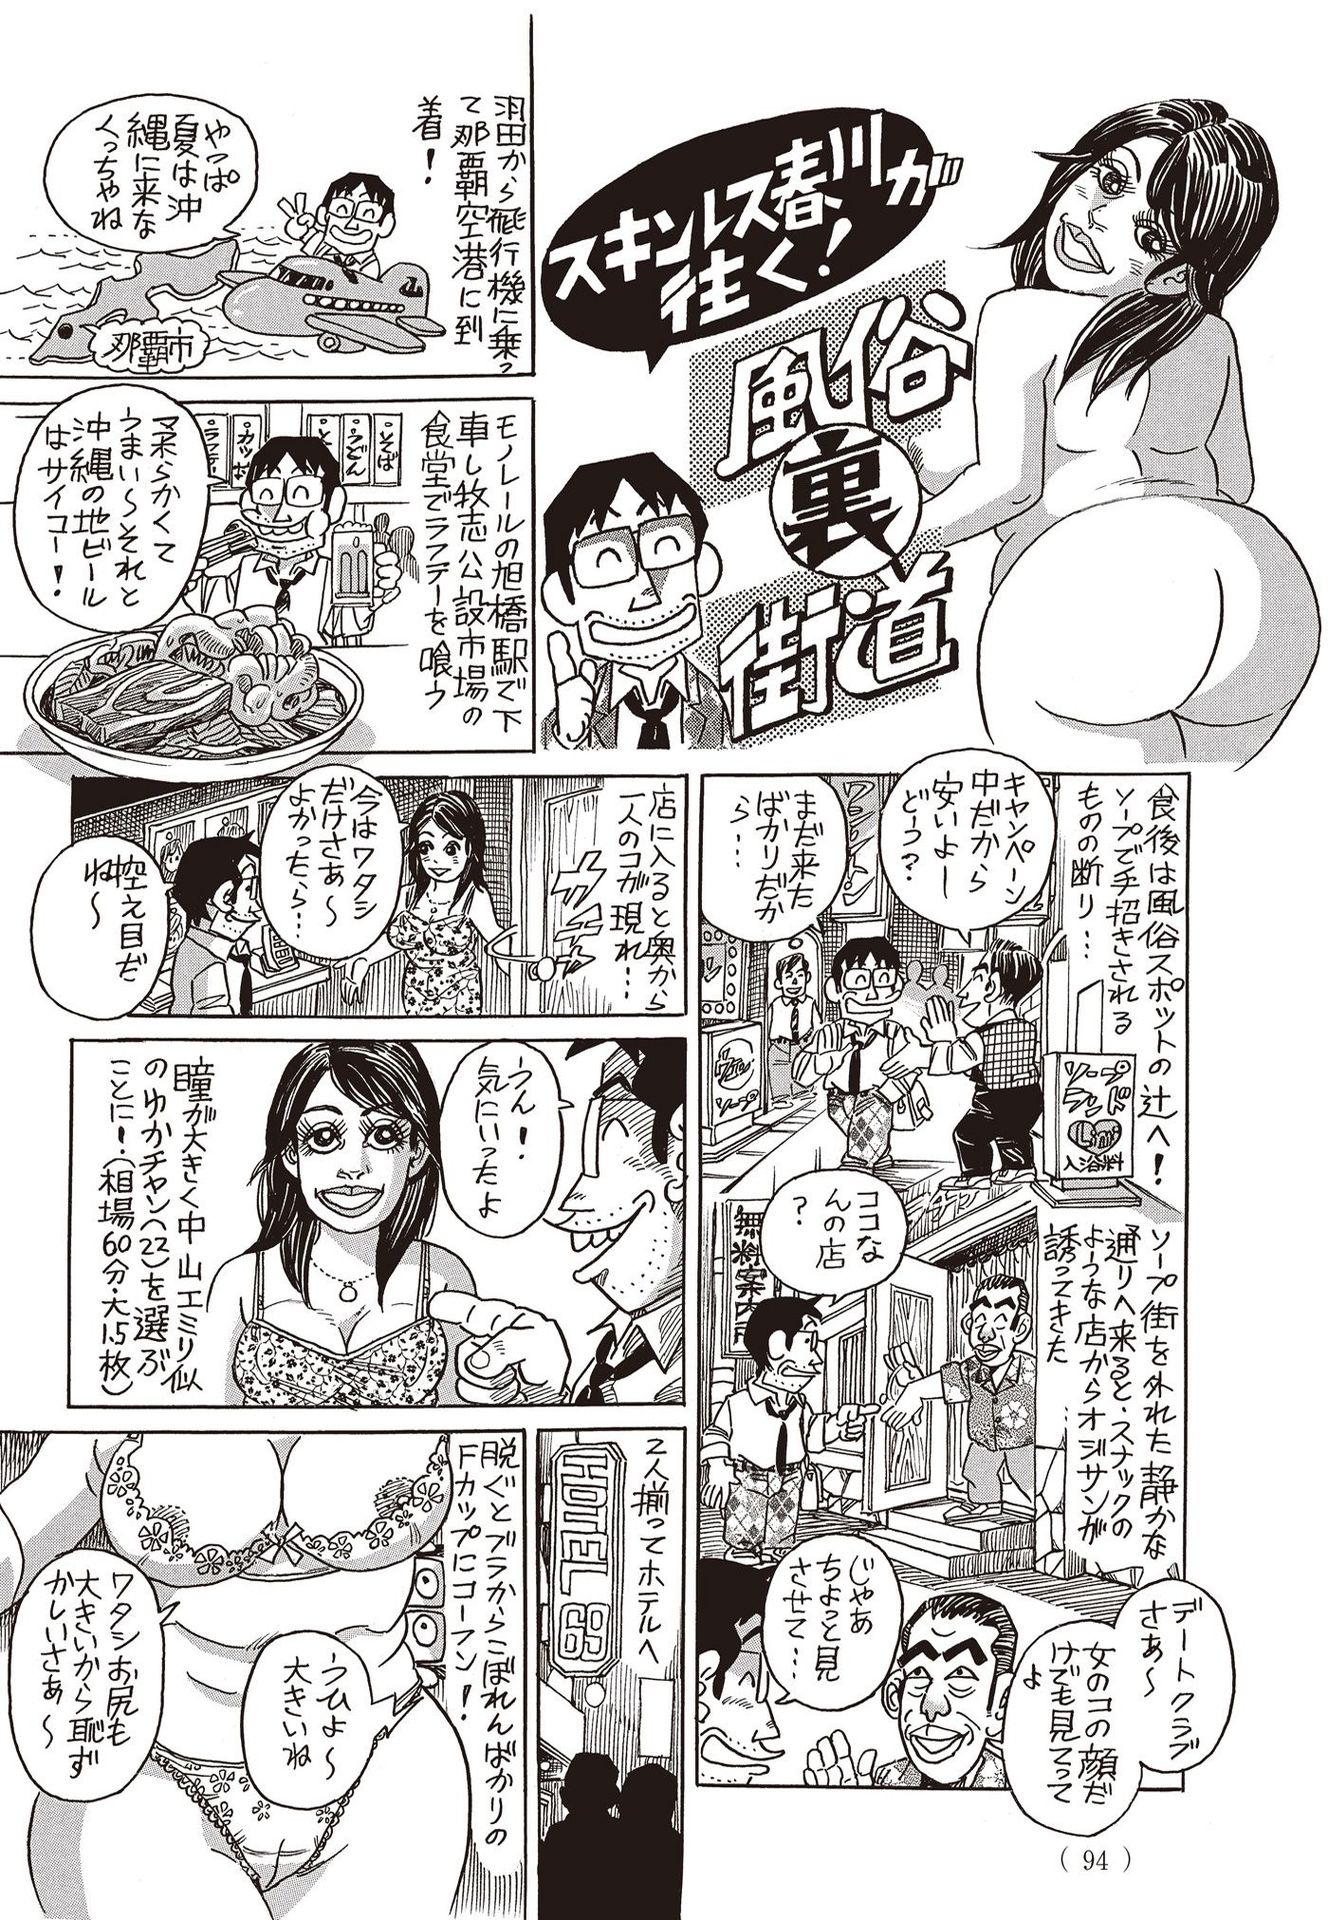 スキンレス春川が
往く!
風俗
裏
街道
羽田から飛行機に乗っ
て那覇空港に到
着!
やっぱ
夏は沖
縄に来な
くっちゃね
那覇市
モノレールの旭橋駅で下
車し牧志公設市場の
食堂でラフテーを喰う
・そば
・うどん
・カツ丼
・ラフテー
柔らかくて
うまい〜それと
沖縄の地ビール
はサイコー!
食後は風俗スポットの辻へ!
ソープで手招きされる
ものの断り…
キャンペーン
中だから
安いよー
どーっ?
まだ来た
ばかりだか
ら…
ソープ
ソープ
ランド
入浴料
ソープ街を外れた静かな
通りへ来ると・スナックの
ような店からオジサンが
誘ってきた…
無料案内所
ココな
んの店
?
デートクラブ
さぁ〜
女のコの顔だ
けでも見てって
よ
じゃあ
ちょっと見
させて…
店に入ると奥から
一人のコが現れ…
今はワタシ
だけさぁ〜
よかったら…
控え目だ
ね〜
うん!
気にいったよ
瞳が大きく中山エミリ似
のゆかチャン(22)を選ぶ
ことに!(相場60分・大1.5枚)
2人揃ってホテルへ
HOTEL 69
脱ぐとブラからこぼれんばかりの
Fカップにコーフン!
うひょ〜
大きいね
ワタシお尻も
大きいから恥ず
かしいさぁ〜
( 94 )